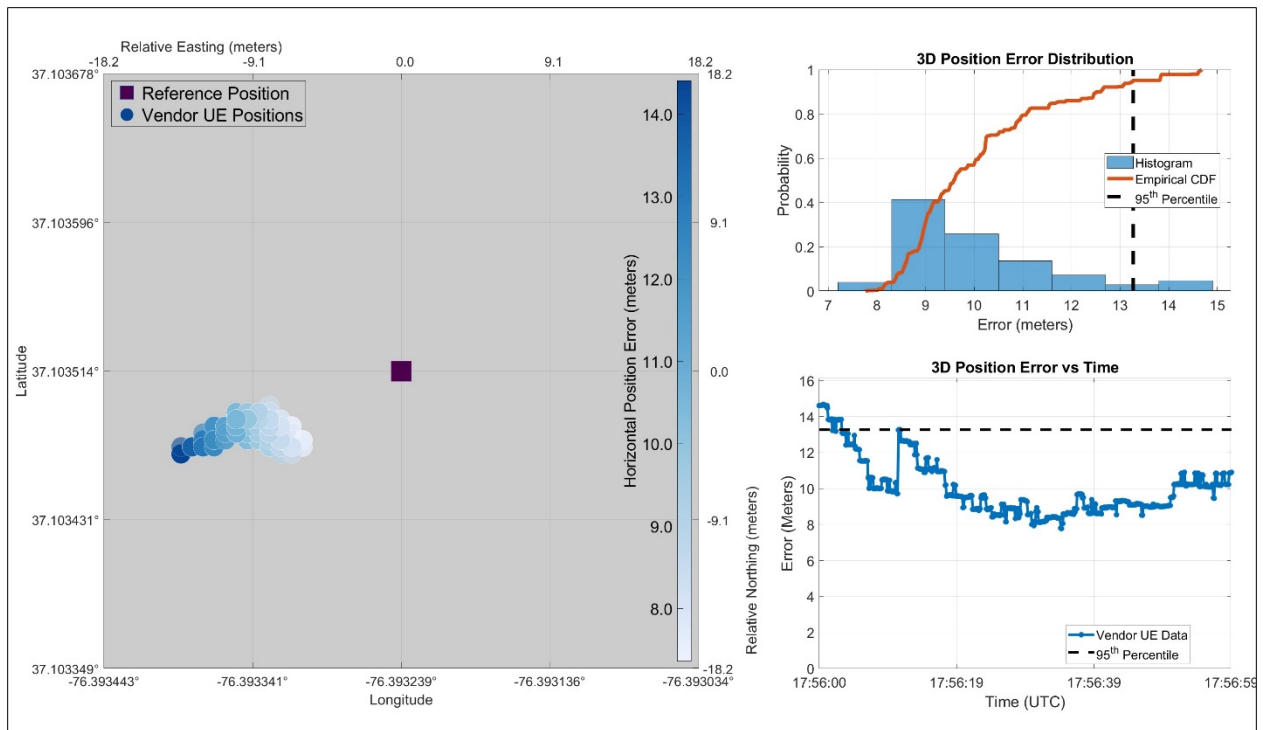 Relative Easting (meters)
-18.2 -9.1 0.0 9.1 18.2
37.103678°
37.103596°
37.103514°
37.103431°
37.103349°
Latitude
Reference Position
Vendor UE Positions
14.0
13.0
12.0
11.0
10.0
9.0
8.0
Horizontal Position Error (meters)
18.2
9.1
0.0
-9.1
-18.2
Relative Northing (meters)
-76.393443° -76.393341° -76.393239° -76.393136° -76.393034°
Longitude
3D Position Error Distribution
1
0.8
0.6
0.4
0.2
0
Probability
Histogram
Empirical CDF
95th Percentile
7 8 9 10 11 12 13 14 15
Error (meters)
3D Position Error vs Time
16
14
12
10
8
6
4
2
0
Error (Meters)
Vendor UE Data
95th Percentile
17:56:00 17:56:19 17:56:39 17:56:59
Time (UTC)